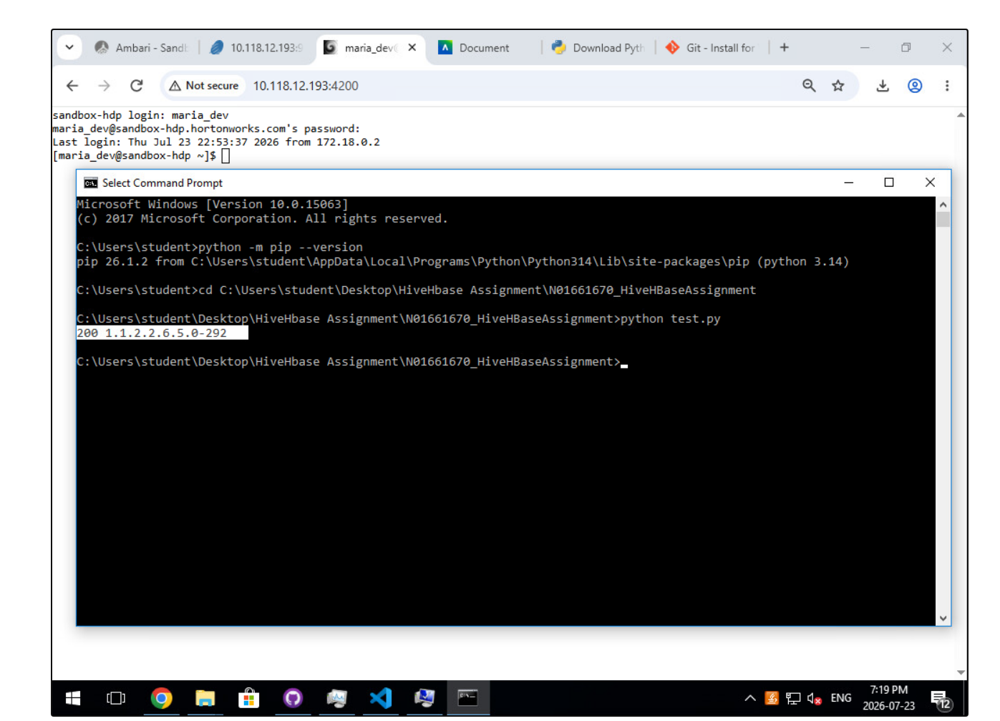 Ambari - Sandb
10.118.12.193:9
maria_dev@
Document
Download Pyth
Git - Install for
Not secure
10.118.12.193:4200
sandbox-hdp login: maria_dev
maria_dev@sandbox-hdp.hortonworks.com's password:
Last login: Thu Jul 23 22:53:37 2026 from 172.18.0.2
[maria_dev@sandbox-hdp ~]$
Select Command Prompt
Microsoft Windows [Version 10.0.15063]
(c) 2017 Microsoft Corporation. All rights reserved.
C:\Users\student>python -m pip --version
pip 26.1.2 from C:\Users\student\AppData\Local\Programs\Python\Python314\Lib\site-packages\pip (python 3.14)
C:\Users\student>cd C:\Users\student\Desktop\HiveHbase Assignment\N01661670_HiveHBaseAssignment
C:\Users\student\Desktop\HiveHbase Assignment\N01661670_HiveHBaseAssignment>python test.py
200 1.1.2.2.6.5.0-292
C:\Users\student\Desktop\HiveHbase Assignment\N01661670_HiveHBaseAssignment>
ENG
7:19 PM
2026-07-23
12